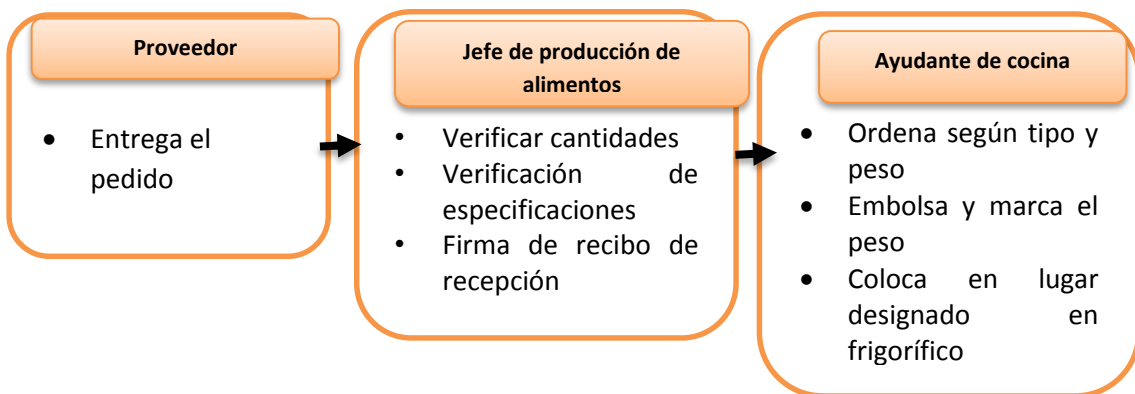 Proveedor
• Entrega el
pedido
Jefe de producción de
alimentos
• Verificar cantidades
• Verificación de
especificaciones
• Firma de recibo de
recepción
Ayudante de cocina
• Ordena según tipo y
peso
• Embolsa y marca el
peso
• Coloca en lugar
designado en
frigorífico